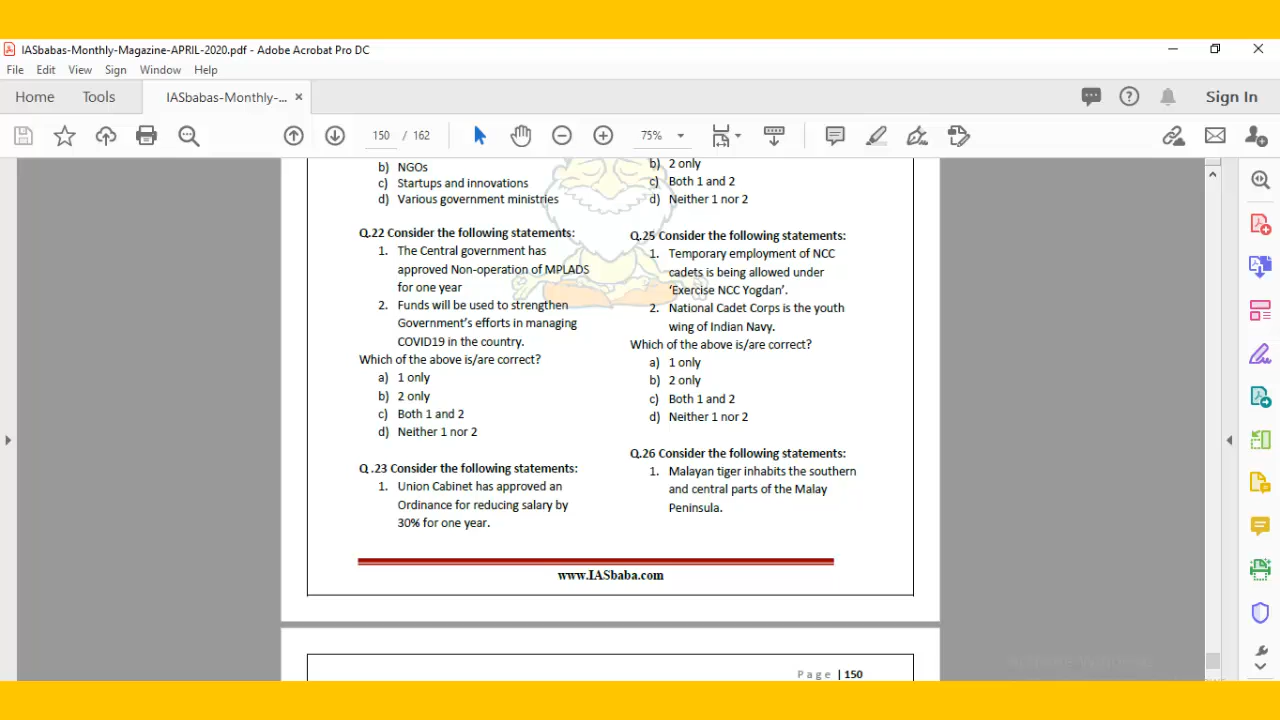 IASbabas-Monthly-Magazine-APRIL-2020.pdf - Adobe Acrobat Pro DC
File Edit View Sign Window Help
Home Tools IASbabas-Monthly-... × Sign In
150 / 162 75%
b) NGOs
c) Startups and innovations
d) Various government ministries
Q.22 Consider the following statements:
1. The Central government has
approved Non-operation of MPLADS
for one year
2. Funds will be used to strengthen
Government's efforts in managing
COVID19 in the country.
Which of the above is/are correct?
a) 1 only
b) 2 only
c) Both 1 and 2
d) Neither 1 nor 2
Q .23 Consider the following statements:
1. Union Cabinet has approved an
Ordinance for reducing salary by
30% for one year.
b) 2 only
c) Both 1 and 2
d) Neither 1 nor 2
Q.25 Consider the following statements:
1. Temporary employment of NCC
cadets is being allowed under
‘Exercise NCC Yogdan’.
2. National Cadet Corps is the youth
wing of Indian Navy.
Which of the above is/are correct?
a) 1 only
b) 2 only
c) Both 1 and 2
d) Neither 1 nor 2
Q.26 Consider the following statements:
1. Malayan tiger inhabits the southern
and central parts of the Malay
Peninsula.
www.IASbaba.com
Page | 150